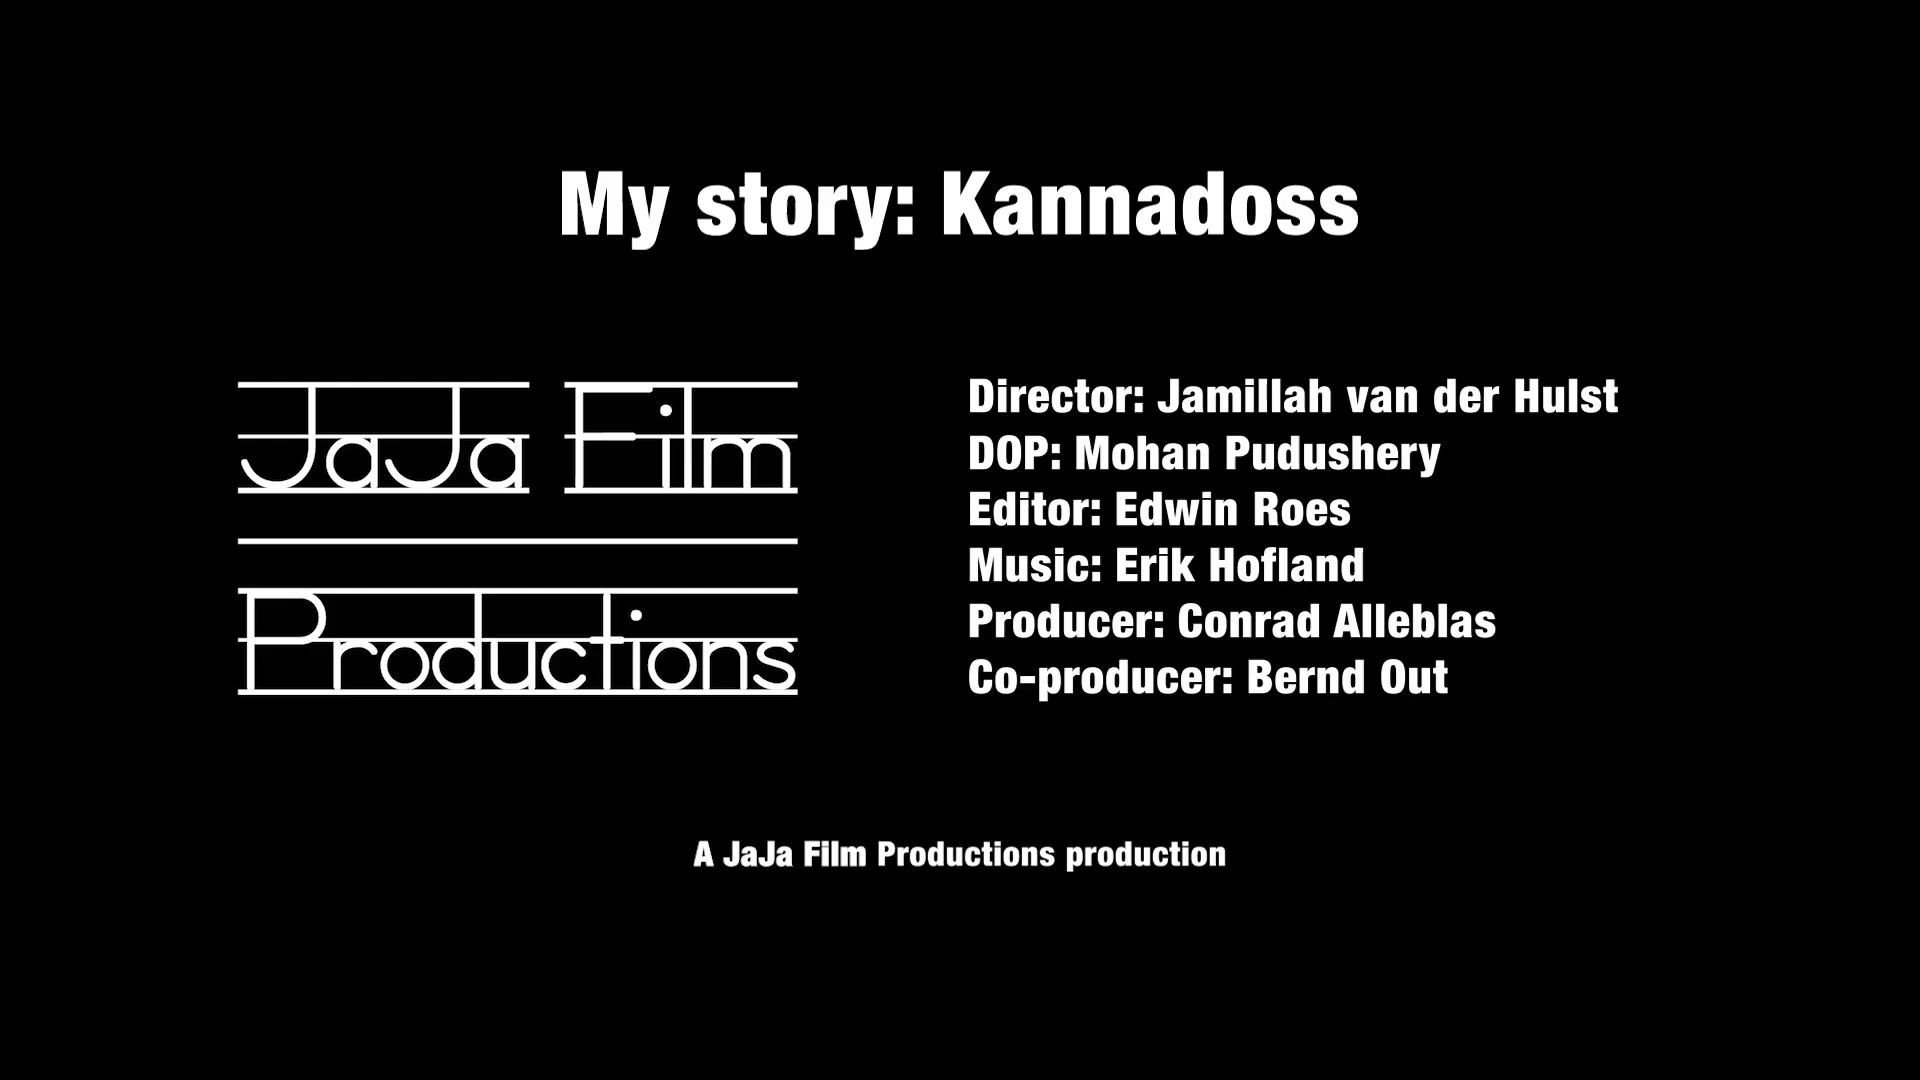 My story: Kannadoss
JaJa Film
Productions
Director: Jamillah van der Hulst
DOP: Mohan Pudushery
Editor: Edwin Roes
Music: Erik Hofland
Producer: Conrad Alleblas
Co-producer: Bernd Out
A JaJa Film Productions production